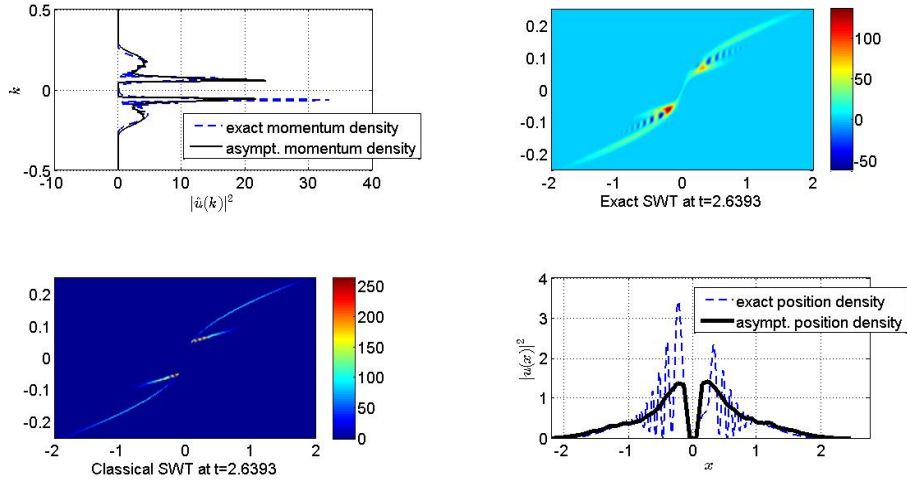 0.5
0
-0.5
k
-10 0 10 20 30 40
|û(k)|²
exact momentum density
asympt. momentum density
0.2
0.1
0
-0.1
-0.2
-2 -1 0 1 2
Exact SWT at t=2.6393
100
50
0
-50
0.2
0.1
0
-0.1
-0.2
-2 -1 0 1 2
Classical SWT at t=2.6393
250
200
150
100
50
0
4
3
2
1
0
|u(x)|²
-2 -1 0 1 2
x
exact position density
asympt. position density